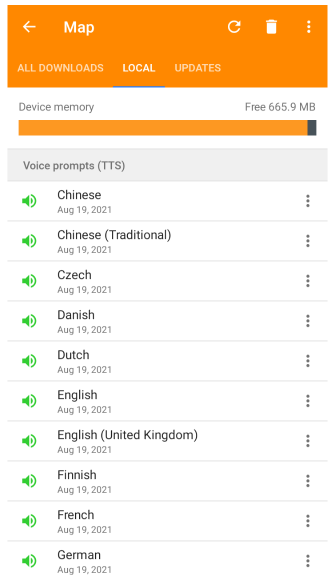 Map
ALL DOWNLOADS LOCAL UPDATES
Device memory Free 665.9 MB
Voice prompts (TTS)
Chinese
Aug 19, 2021
Chinese (Traditional)
Aug 19, 2021
Czech
Aug 19, 2021
Danish
Aug 19, 2021
Dutch
Aug 19, 2021
English
Aug 19, 2021
English (United Kingdom)
Aug 19, 2021
Finnish
Aug 19, 2021
French
Aug 19, 2021
German
Aug 19, 2021